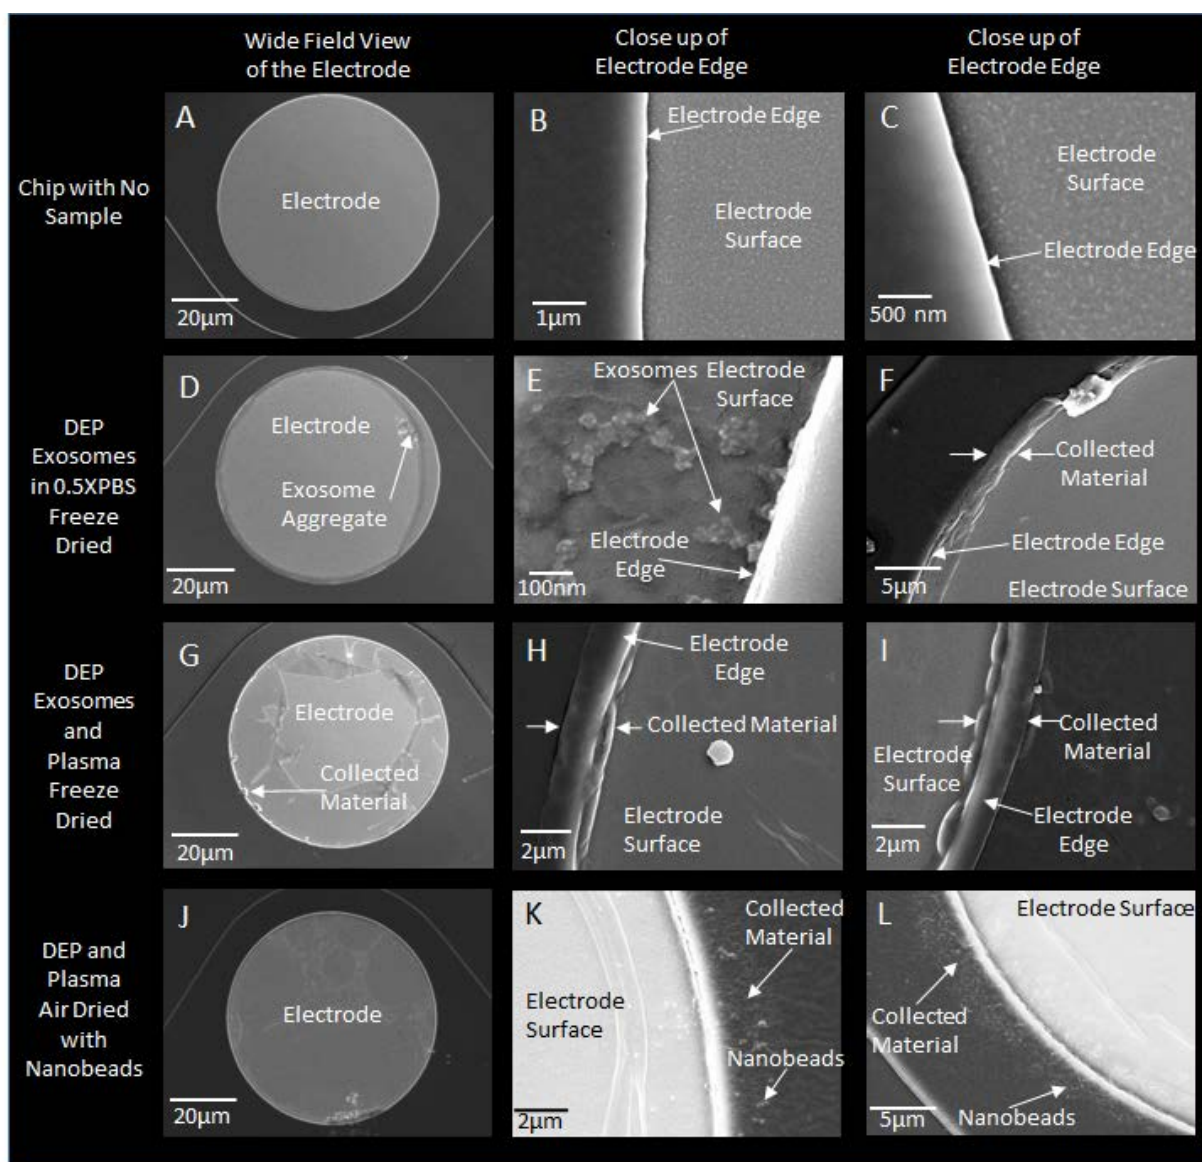 Wide Field View
of the Electrode
Close up of
Electrode Edge
Close up of
Electrode Edge
Chip with No
Sample
A
Electrode
20µm
B
Electrode Edge
Electrode
Surface
1µm
C
Electrode
Surface
Electrode Edge
500 nm
DEP
Exosomes
in 0.5XPBS
Freeze
Dried
D
Electrode
Exosome
Aggregate
20µm
E
Exosomes
Electrode
Surface
Electrode
Edge
100nm
F
Collected
Material
Electrode Edge
5µm
Electrode Surface
DEP
Exosomes
and
Plasma
Freeze
Dried
G
Electrode
Collected
Material
20µm
H
Electrode
Edge
Collected Material
2µm
Electrode
Surface
I
Collected
Material
Electrode
Surface
Electrode
Edge
2µm
DEP and
Plasma
Air Dried
with
Nanobeads
J
Electrode
20µm
K
Collected
Material
Electrode
Surface
Nanobeads
2µm
L
Electrode Surface
Collected
Material
Nanobeads
5µm